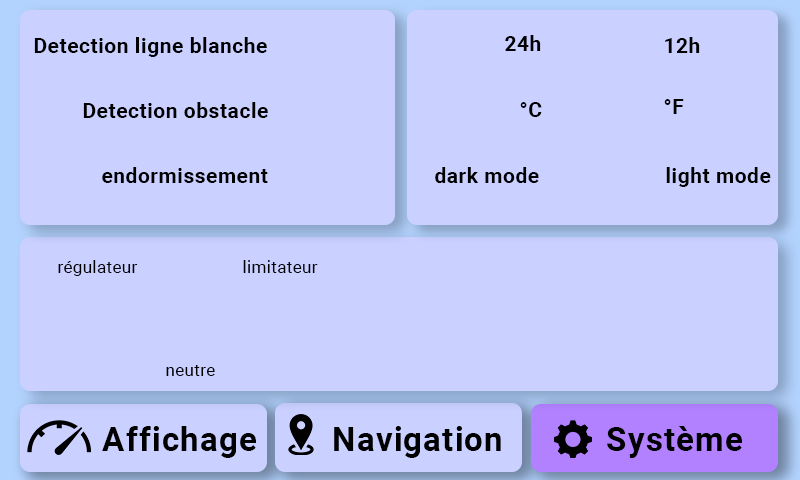 Detection ligne blanche
Detection obstacle
endormissement
24h 12h
°C °F
dark mode light mode
régulateur limitateur
neutre
Affichage Navigation Système